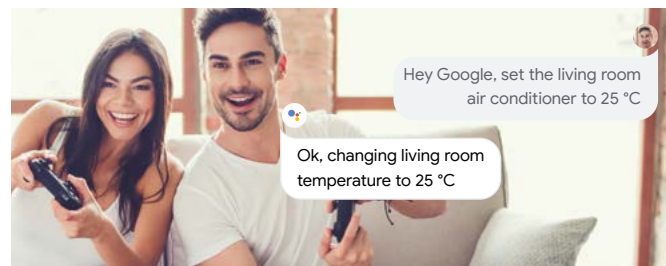 Hey Google, set the living room
air conditioner to 25 °C
Ok, changing living room
temperature to 25 °C